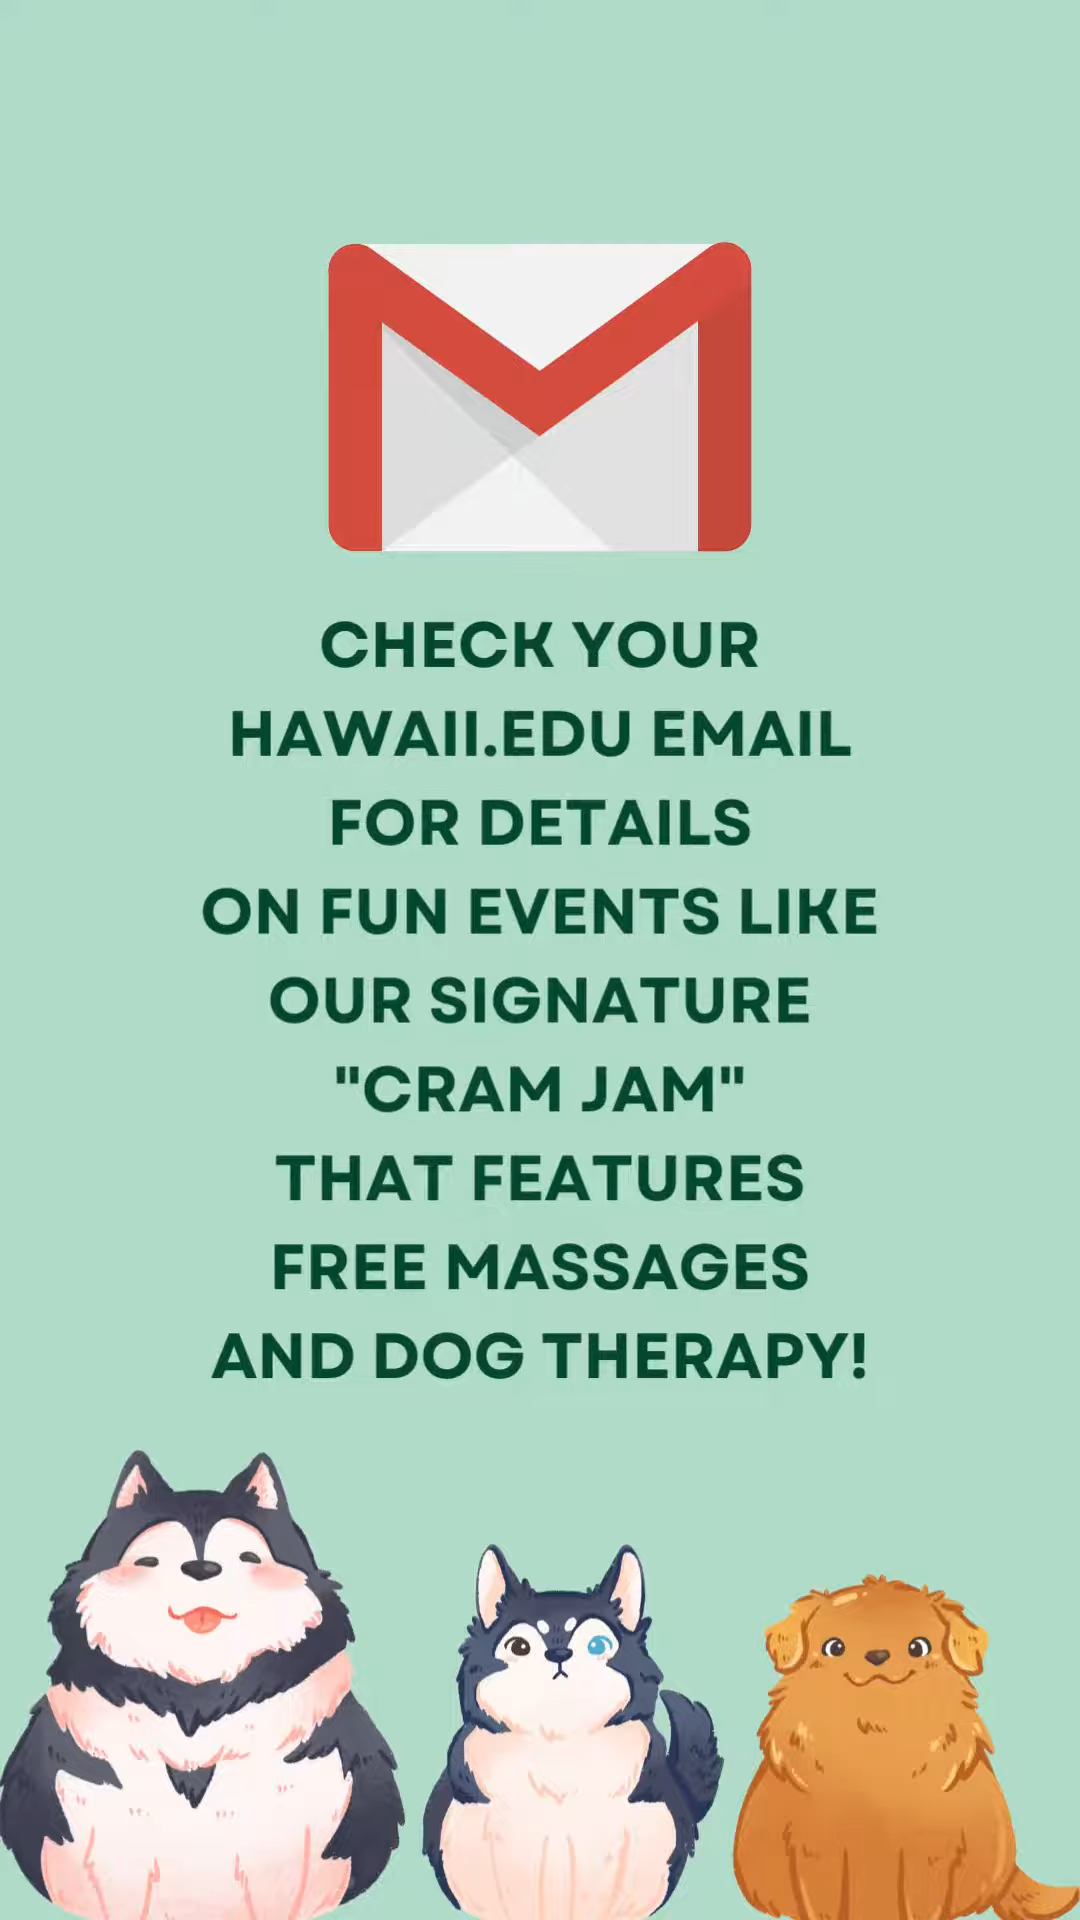 CHECK YOUR
HAWAII.EDU EMAIL
FOR DETAILS
ON FUN EVENTS LIKE
OUR SIGNATURE
"CRAM JAM"
THAT FEATURES
FREE MASSAGES
AND DOG THERAPY!